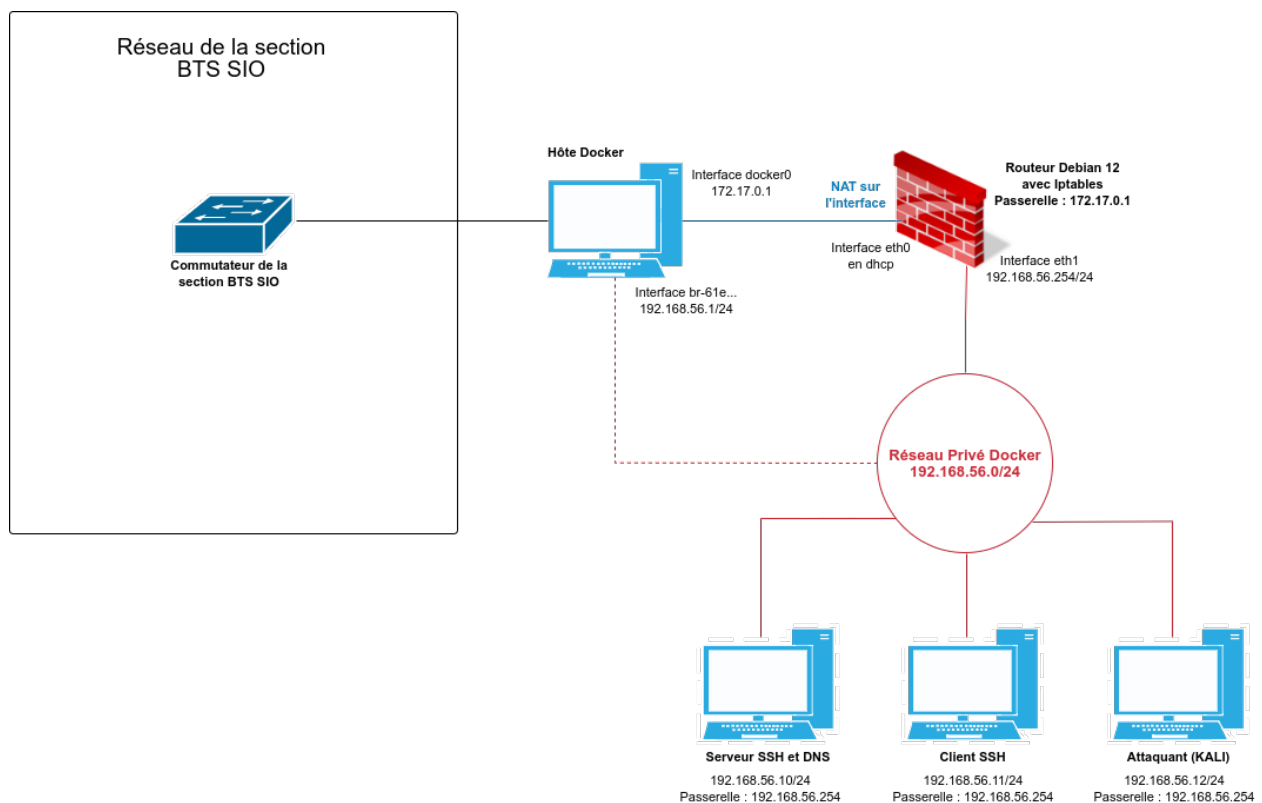 Réseau de la section
BTS SIO
Hôte Docker
Interface docker0
172.17.0.1
NAT sur
l'interface
Routeur Debian 12
avec Iptables
Passerelle : 172.17.0.1
Interface eth0
en dhcp
Interface eth1
192.168.56.254/24
Commutateur de la
section BTS SIO
Interface br-61e...
192.168.56.1/24
Réseau Privé Docker
192.168.56.0/24
Serveur SSH et DNS
192.168.56.10/24
Passerelle : 192.168.56.254
Client SSH
192.168.56.11/24
Passerelle : 192.168.56.254
Attaquant (KALI)
192.168.56.12/24
Passerelle : 192.168.56.254